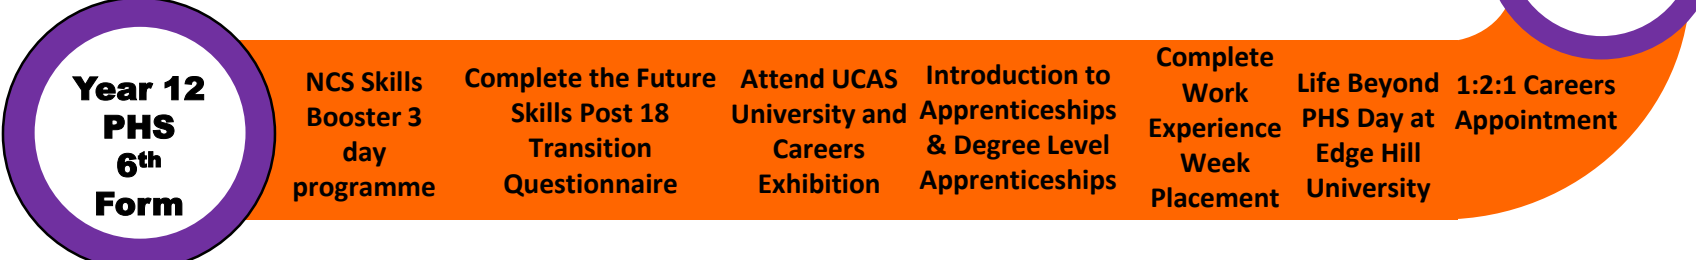 Year 12
PHS
6th
Form
NCS Skills
Booster 3
day
programme
Complete the Future
Skills Post 18
Transition
Questionnaire
Attend UCAS
University and
Careers
Exhibition
Introduction to
Apprenticeships
& Degree Level
Apprenticeships
Complete
Work
Experience
Week
Placement
Life Beyond
PHS Day at
Edge Hill
University
1:2:1 Careers
Appointment